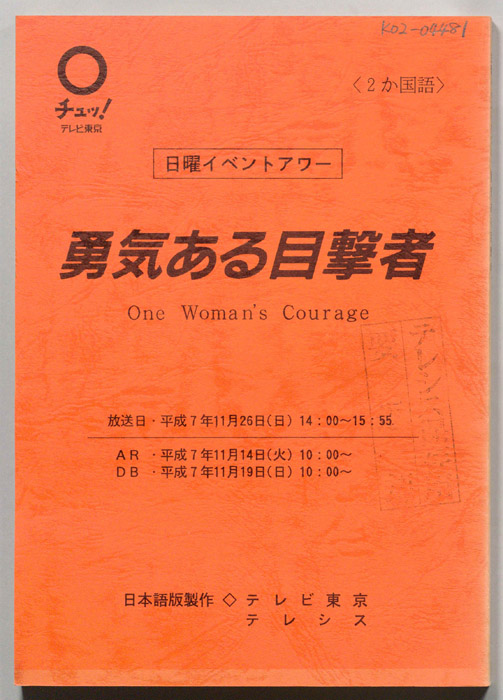 K02-04481
〈2か国語〉
チュッ!
テレビ東京
日曜イベントアワー
勇気ある目撃者
One Woman's Courage
放送日・平成7年11月26日(日) 14:00～15:55
AR・平成7年11月14日(火) 10:00～
DB・平成7年11月19日(日) 10:00～
日本語版製作◇テレビ東京
テレシス